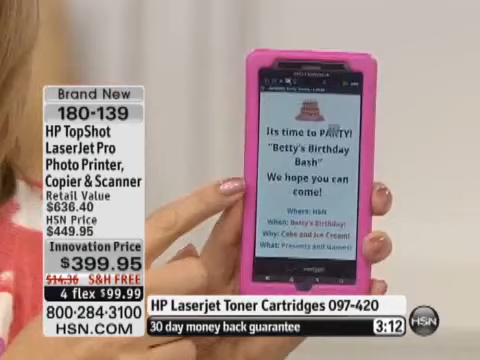 Brand New
180-139
HP TopShot
LaserJet Pro
Photo Printer,
Copier & Scanner
Retail Value
$636.40
HSN Price
$449.95
Innovation Price
$399.95
$14.36 S&H FREE
4 flex $99.99
800·284·3100
HSN.COM
MOTOROLA
Its time to PARTY!
"Betty's Birthday
Bash"
We hope you can
come!
Where: HSN
When: Betty's Birthday!
Why: Cake and Ice Cream!
What: Presents and Games!
verizon
HP Laserjet Toner Cartridges 097-420
30 day money back guarantee
3:12
HSN